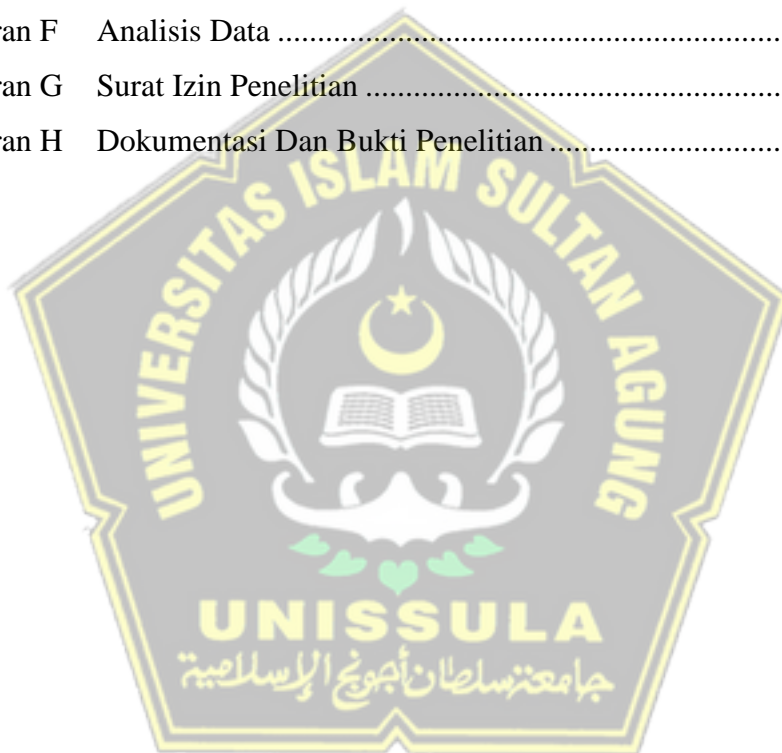 ran F Analisis Data ............................................................
ran G Surat Izin Penelitian .................................................
ran H Dokumentasi Dan Bukti Penelitian ............................
UNIVERSITAS ISLAM SULTAN AGUNG
UNISSULA
جامعة سلطان أجونج الإسلامية